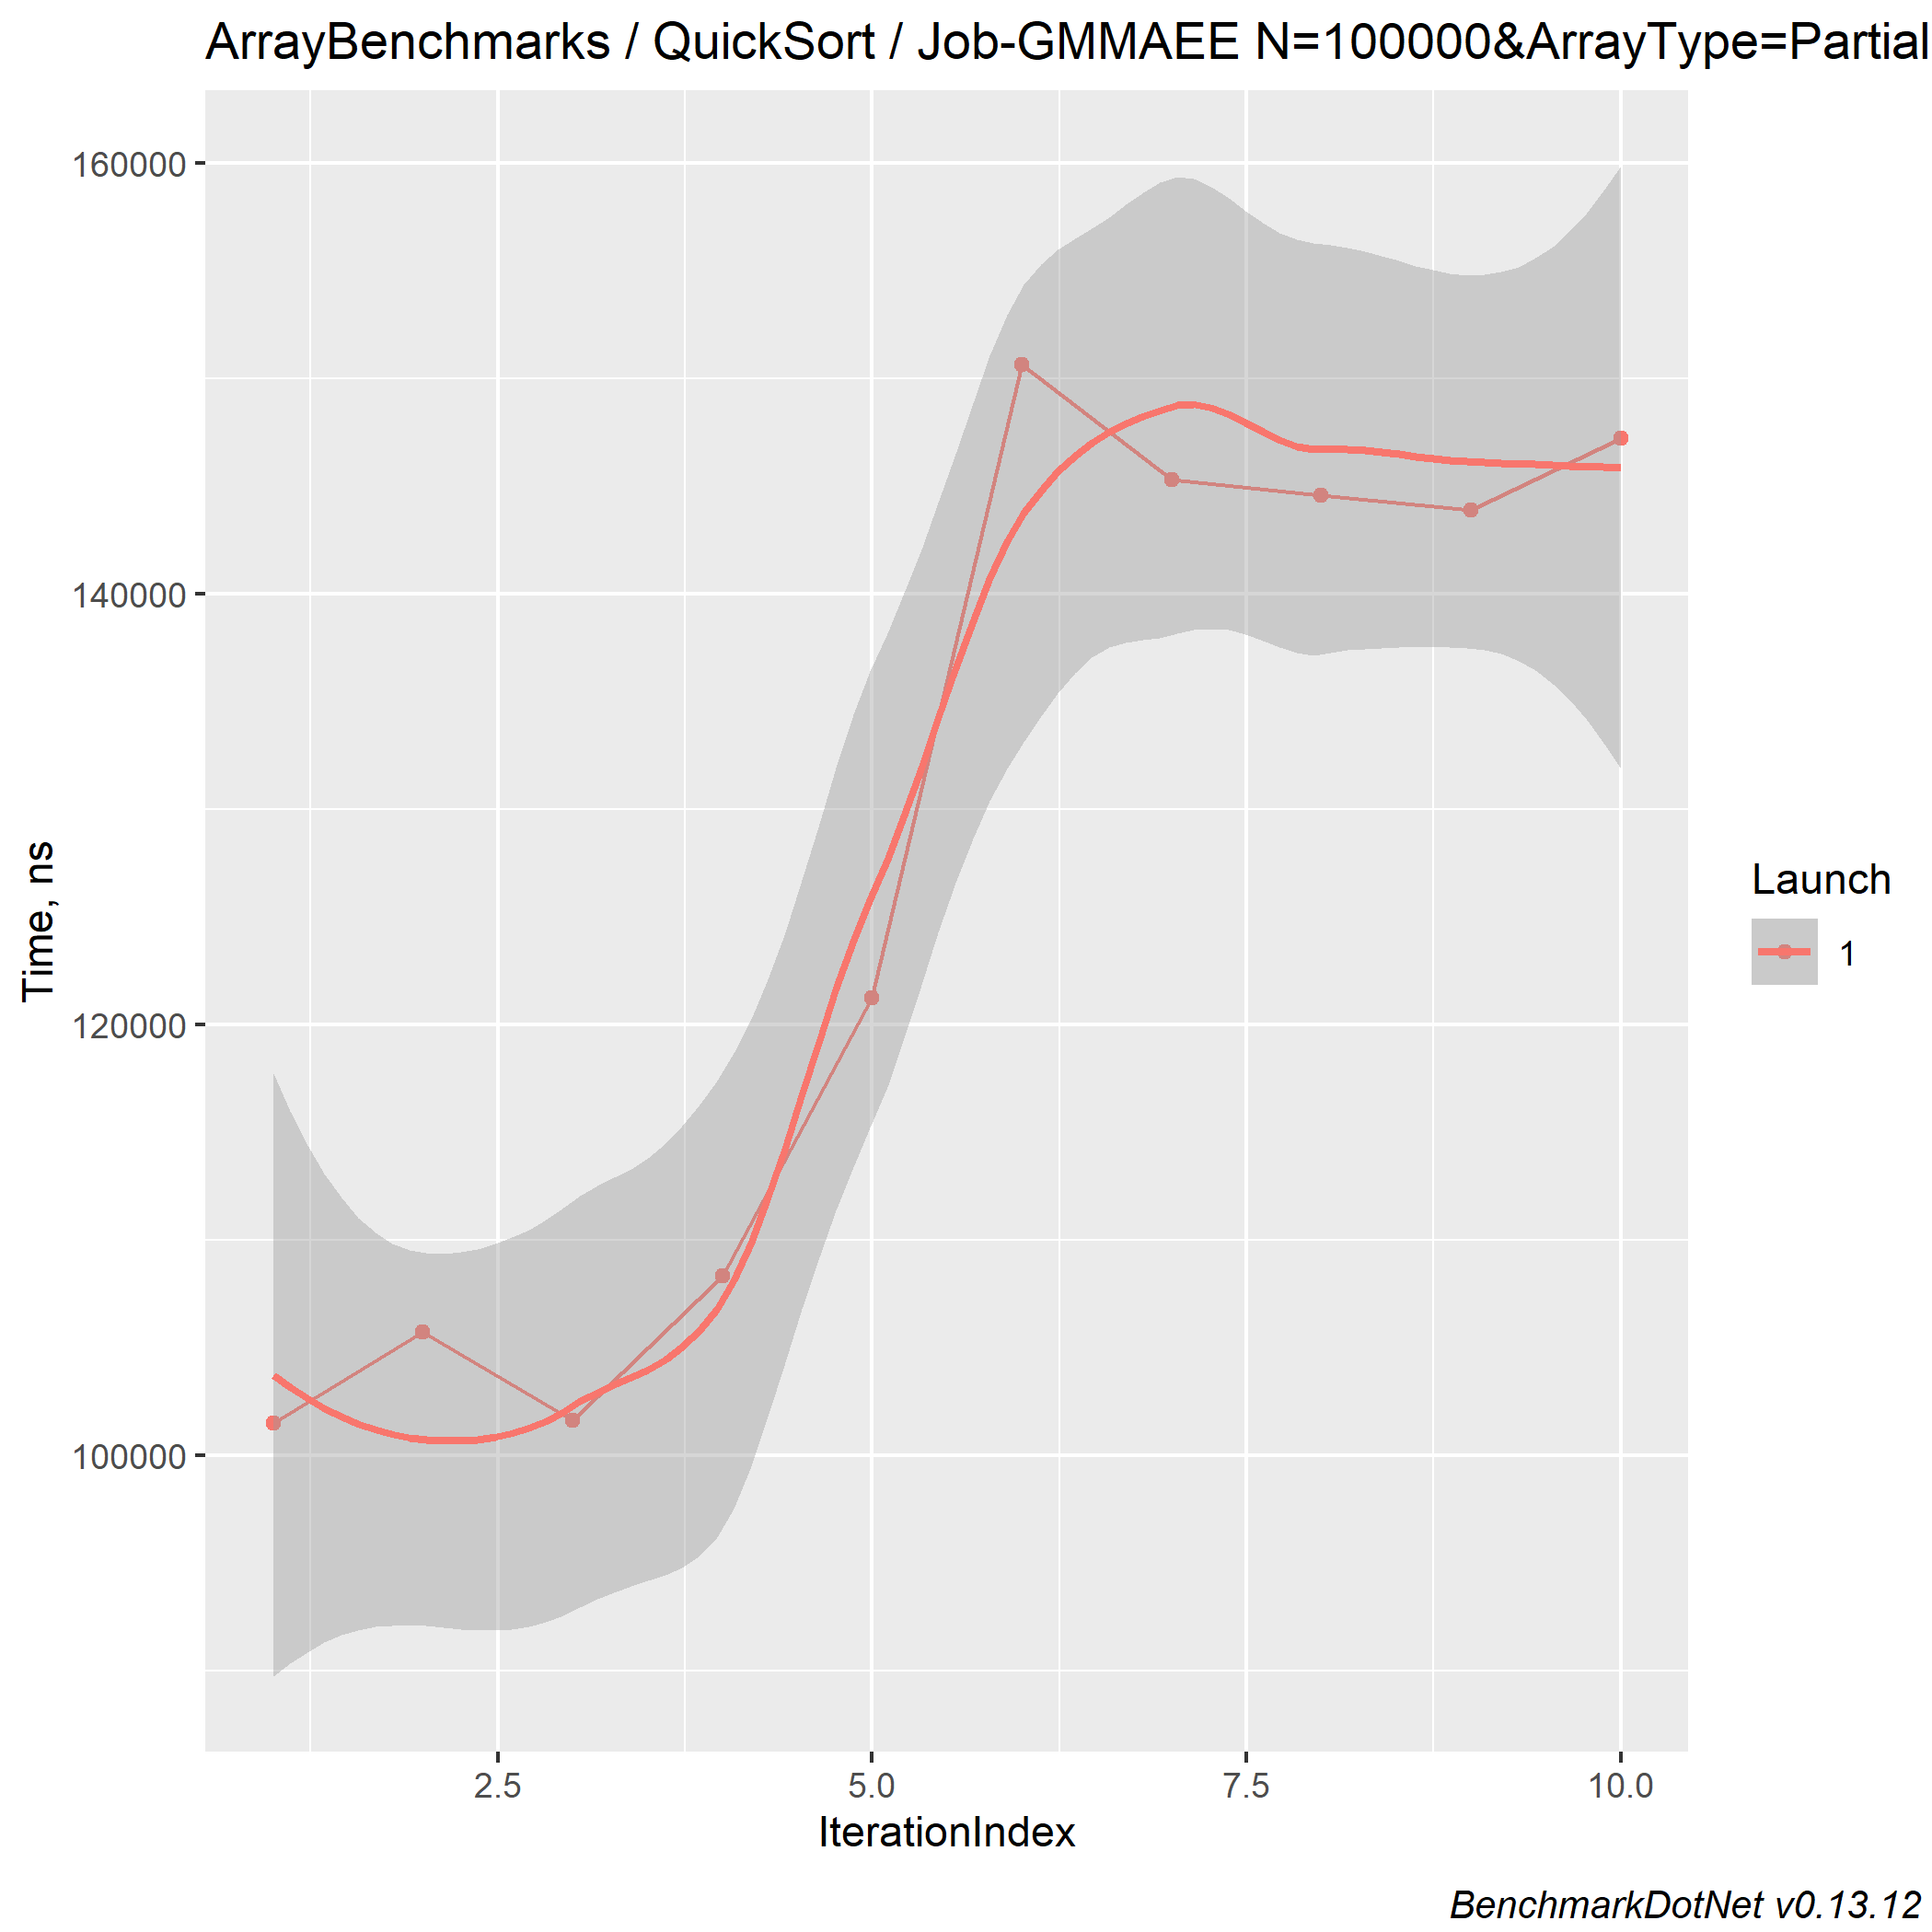 ArrayBenchmarks / QuickSort / Job-GMMAEE N=100000&ArrayType=Partial
160000
140000
120000
100000
Time, ns
2.5 5.0 7.5 10.0
IterationIndex
Launch
1
BenchmarkDotNet v0.13.12